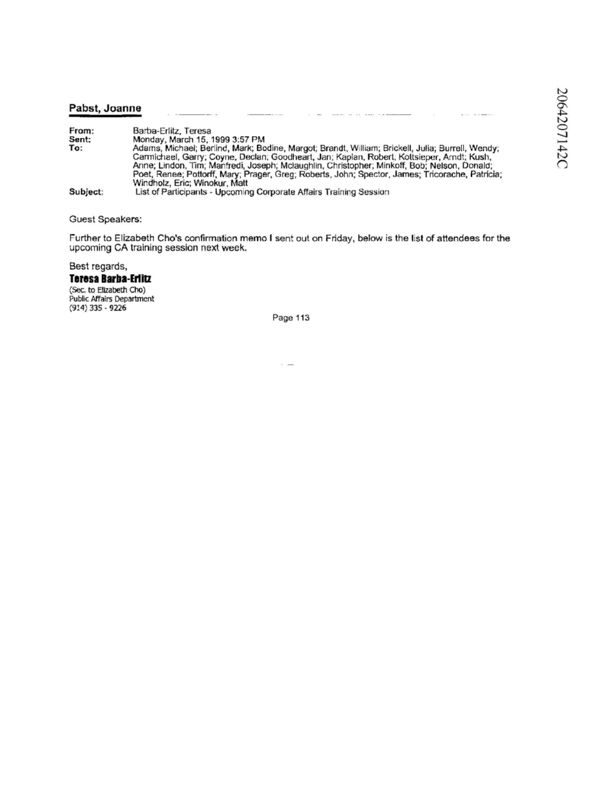 Pabst, Joanne
From: Barba-Erlitz, Teresa
Sent: Monday, March 15, 1999 3:57 PM
To: Adams, Michael; Berlind, Mark; Bodine, Margot; Brandt, William; Brickell, Julia; Burrell, Wendy;
Carmichael, Garry; Coyne, Declan; Goodheart, Jan; Kaplan, Robert; Kottsieper, Arndt; Kush,
Anne; Lindon, Tim; Manfredi, Joseph; Mclaughlin, Christopher; Minkoff, Bob; Nelson, Donald;
Poet, Renee; Pottorff, Mary; Prager, Greg; Roberts, John; Spector, James; Tricorache, Patricia;
Windholz, Eric; Winokur, Matt
Subject: List of Participants - Upcoming Corporate Affairs Training Session
Guest Speakers:
Further to Elizabeth Cho's confirmation memo I sent out on Friday, below is the list of attendees for the
upcoming CA training session next week.
Best regards,
Teresa Barba-Erlitz
(Sec. to Elizabeth Cho)
Public Affairs Department
(914) 335 - 9226
Page 113
2064207142C